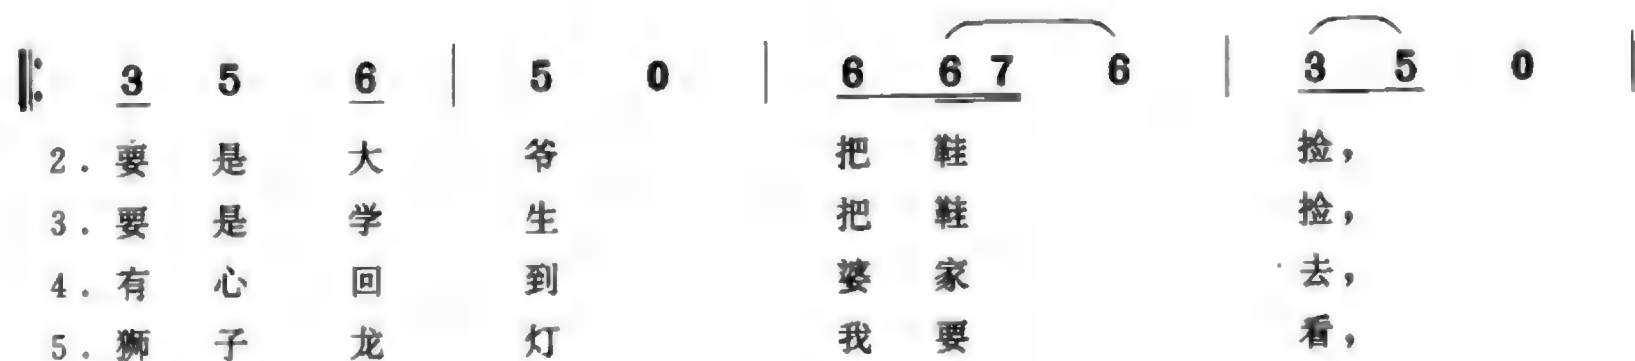 3 5 6 | 5 0 | 6 6 7 6 | 3 5 0 |
2．要是大爷把鞋捡，
3．要是学生把鞋捡，
4．有心回到婆家去，
5．狮子龙灯我要看，